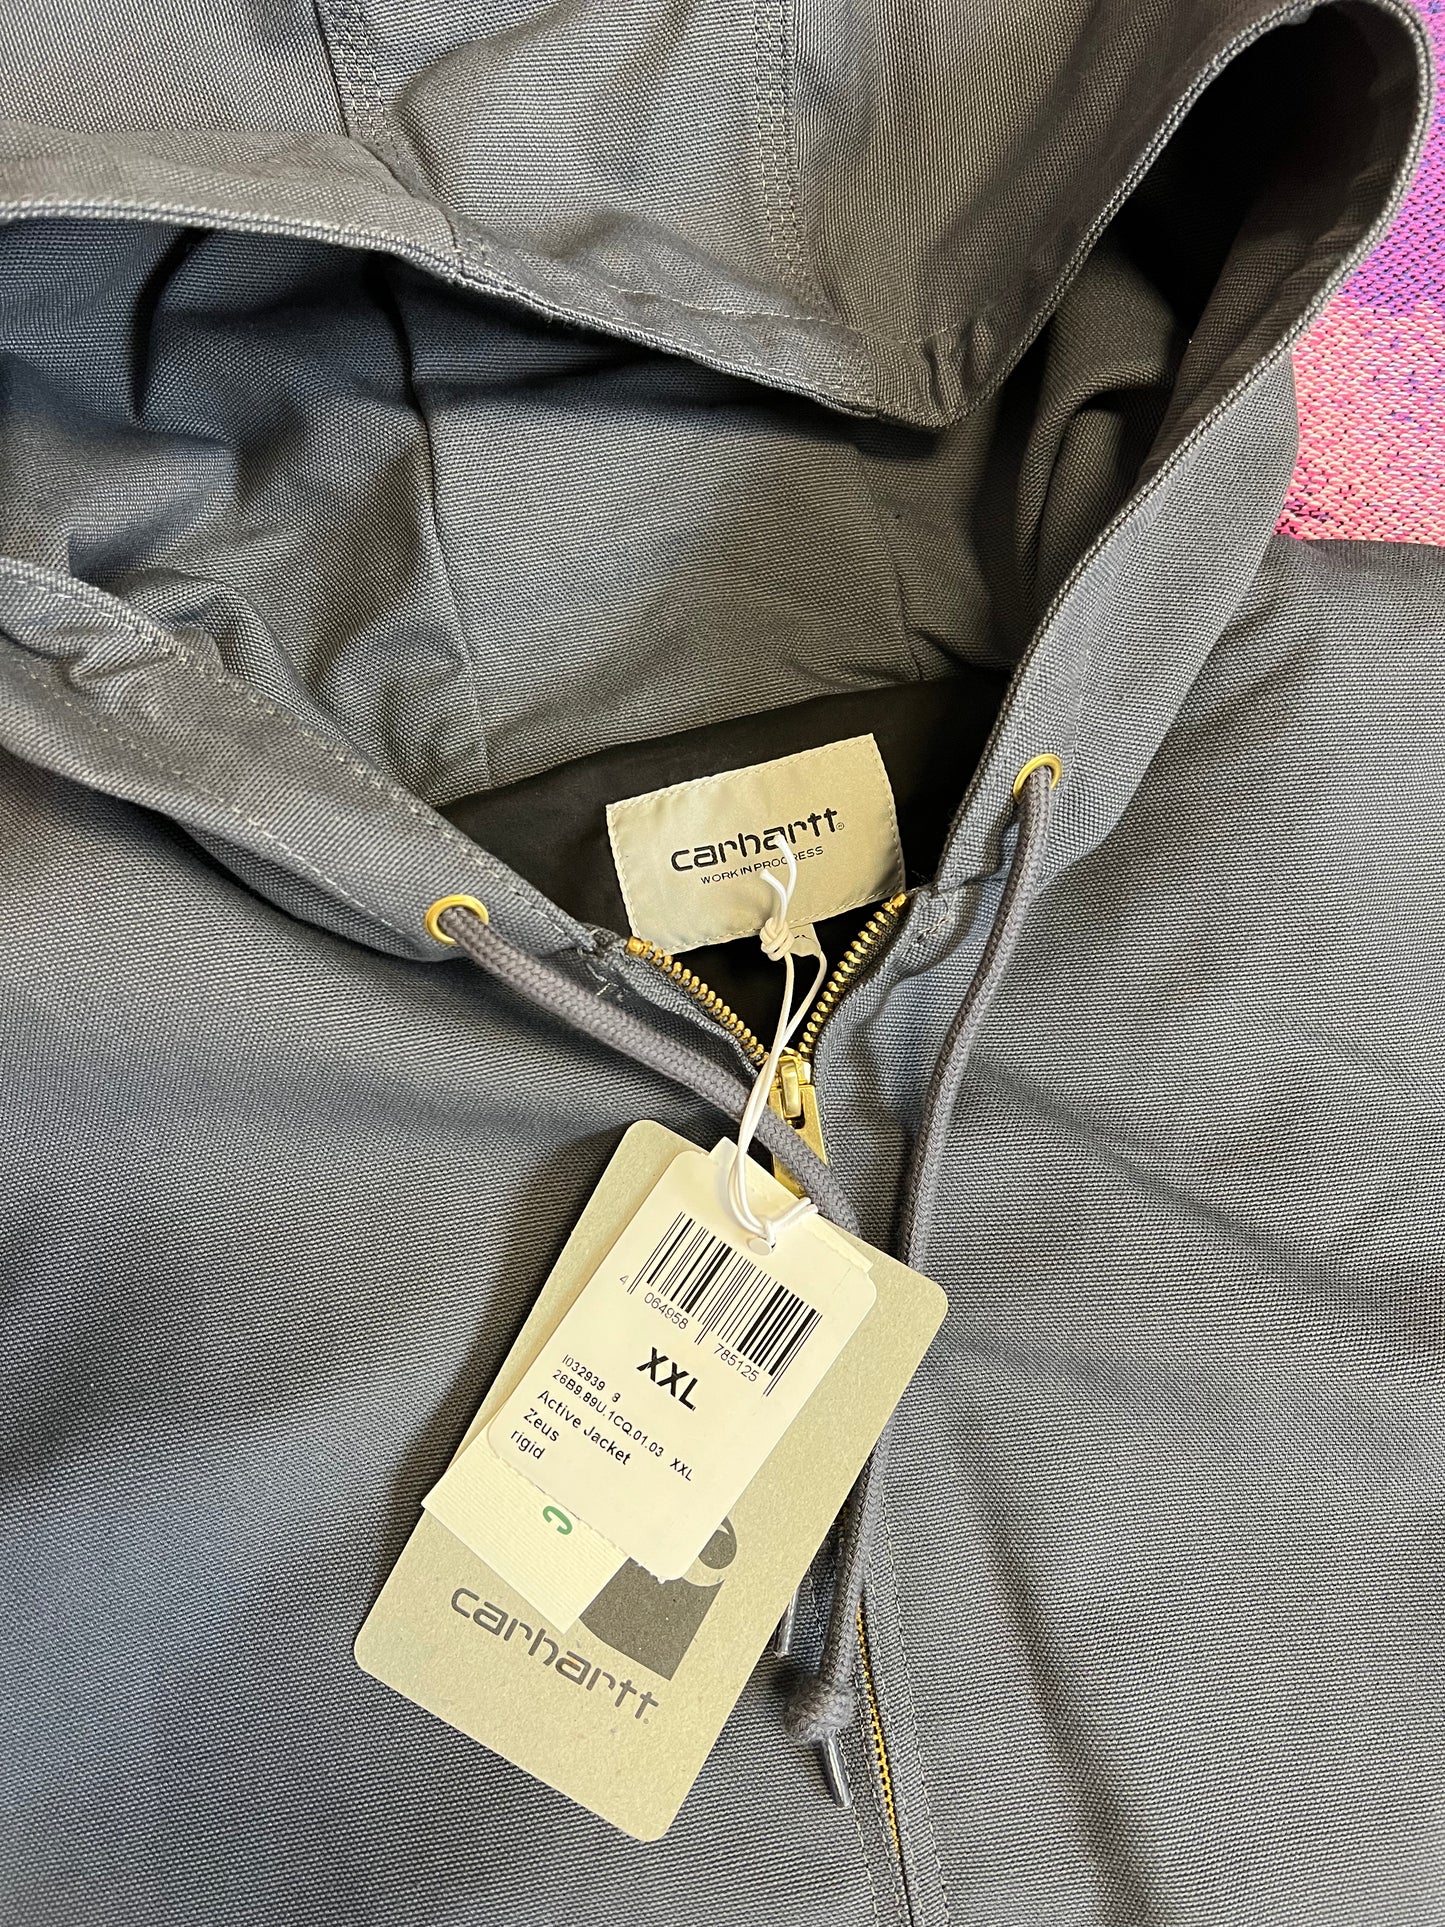 carhartt®
WORK IN PROGRESS
4 064958 785125
XXL
I032939 8
26B9.89U.1CQ.01.03 XXL
Active Jacket
Zeus
rigid
carhartt.